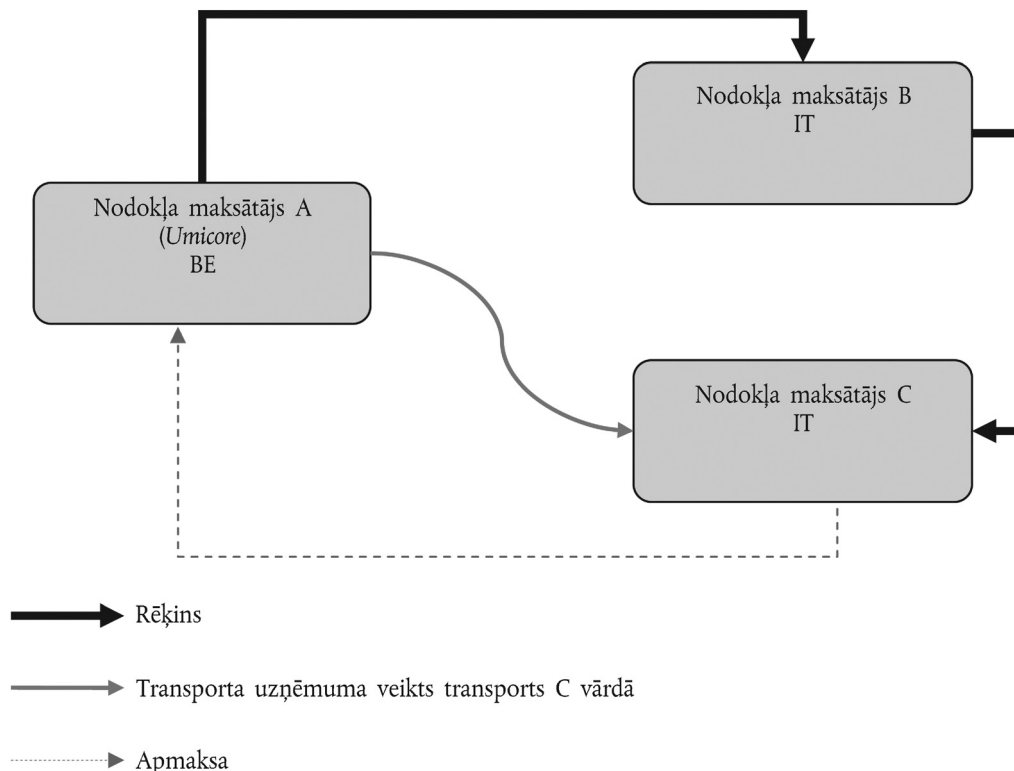 Nodokļa maksātājs B
IT
Nodokļa maksātājs A
(Umicore)
BE
Nodokļa maksātājs C
IT
Rēķins
Transporta uzņēmuma veikts transports C vārdā
Apmaksa